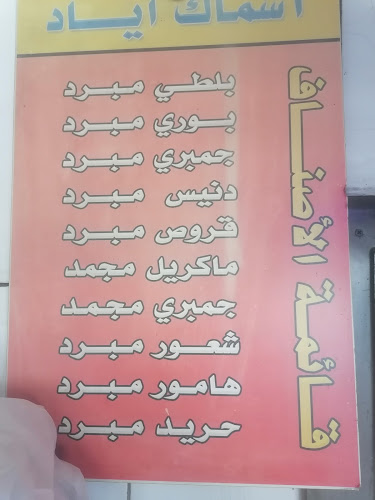 أسماك أياد
قائمة الأصناف
بلطي مبرد
بوري مبرد
جمبري مبرد
دنيس مبرد
قروص مبرد
ماكريل مجمد
جمبري مجمد
شعور مبرد
هامور مبرد
حريد مبرد